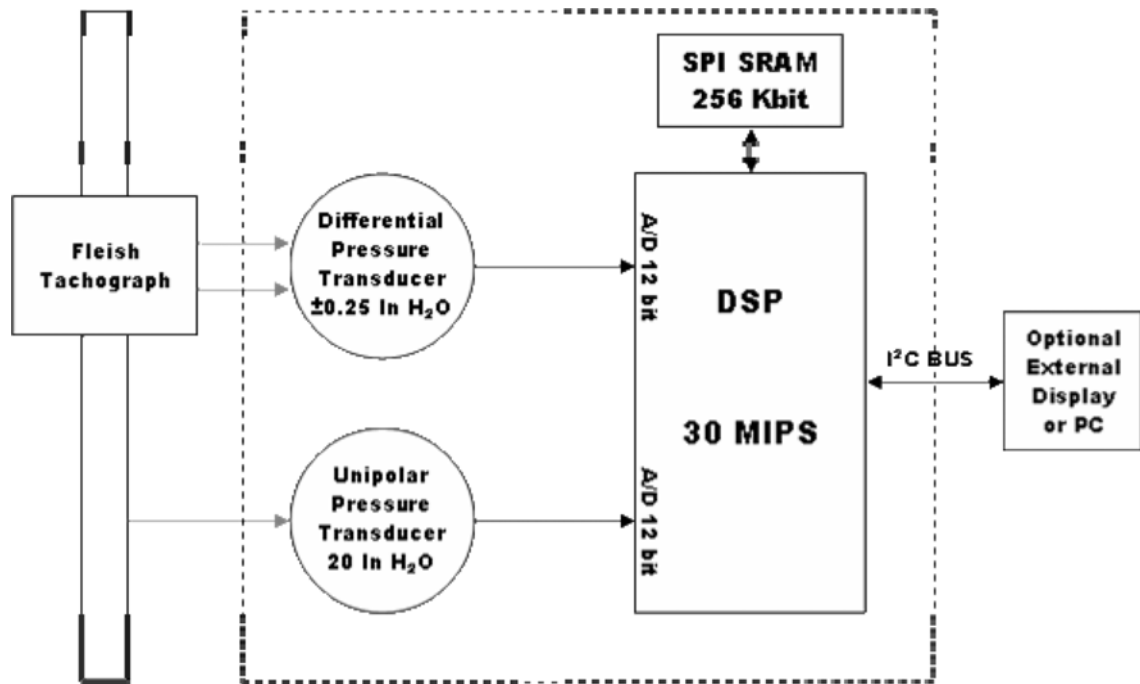 SPI SRAM
256 Kbit
Fleish
Tachograph
Differential
Pressure
Transducer
±0.25 In H₂O
A/D 12 bit
DSP
30 MIPS
I²C BUS
Optional
External
Display
or PC
Unipolar
Pressure
Transducer
20 In H₂O
A/D 12 bit